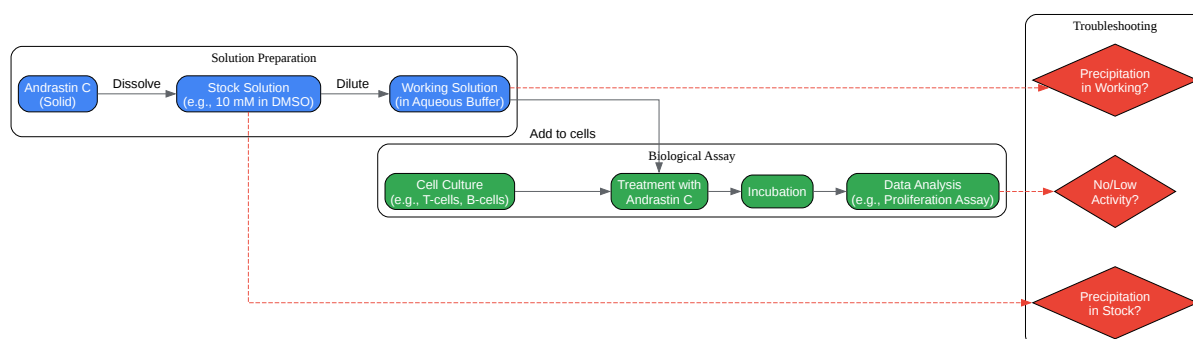 Troubleshooting
Solution Preparation
Andrastin C
(Solid)
Dissolve
Stock Solution
(e.g., 10 mM in DMSO)
Dilute
Working Solution
(in Aqueous Buffer)
Precipitation
in Working?
Add to cells
Biological Assay
Cell Culture
(e.g., T-cells, B-cells)
Treatment with
Andrastin C
Incubation
Data Analysis
(e.g., Proliferation Assay)
No/Low
Activity?
Precipitation
in Stock?